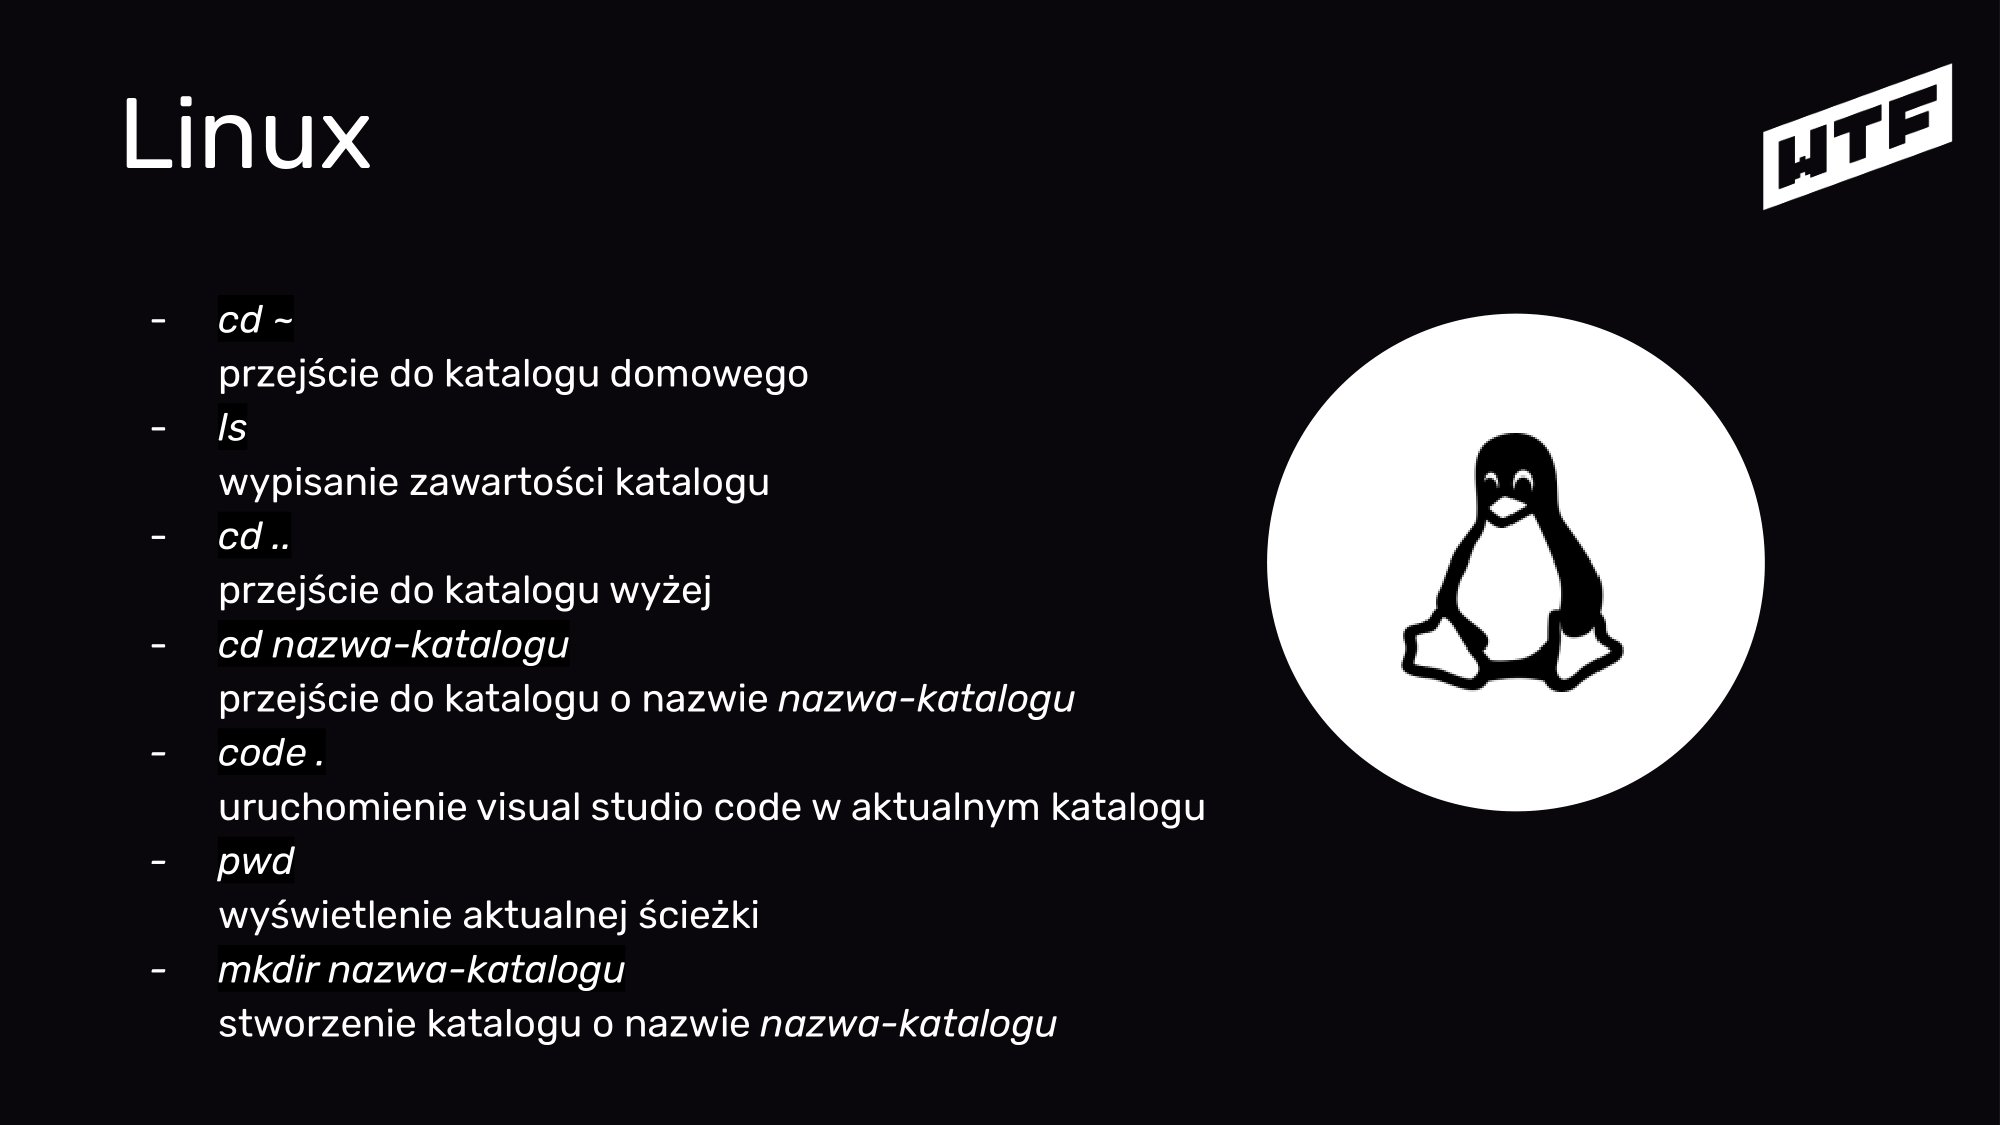 Linux
WTF
- cd ~
przejście do katalogu domowego
- ls
wypisanie zawartości katalogu
- cd ..
przejście do katalogu wyżej
- cd nazwa-katalogu
przejście do katalogu o nazwie nazwa-katalogu
- code .
uruchomienie visual studio code w aktualnym katalogu
- pwd
wyświetlenie aktualnej ścieżki
- mkdir nazwa-katalogu
stworzenie katalogu o nazwie nazwa-katalogu